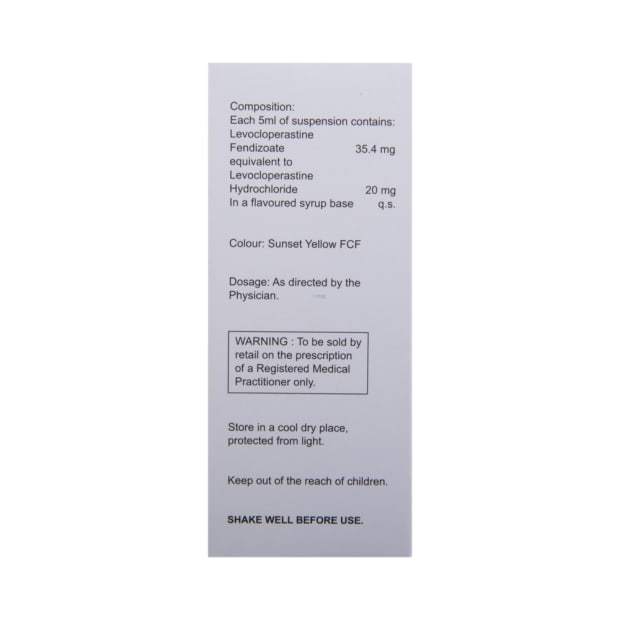 Composition:
Each 5ml of suspension contains:
Levocloperastine
Fendizoate 35.4 mg
equivalent to
Levocloperastine
Hydrochloride 20 mg
In a flavoured syrup base q.s.
Colour: Sunset Yellow FCF
Dosage: As directed by the
Physician.
WARNING : To be sold by
retail on the prescription
of a Registered Medical
Practitioner only.
Store in a cool dry place,
protected from light.
Keep out of the reach of children.
SHAKE WELL BEFORE USE.